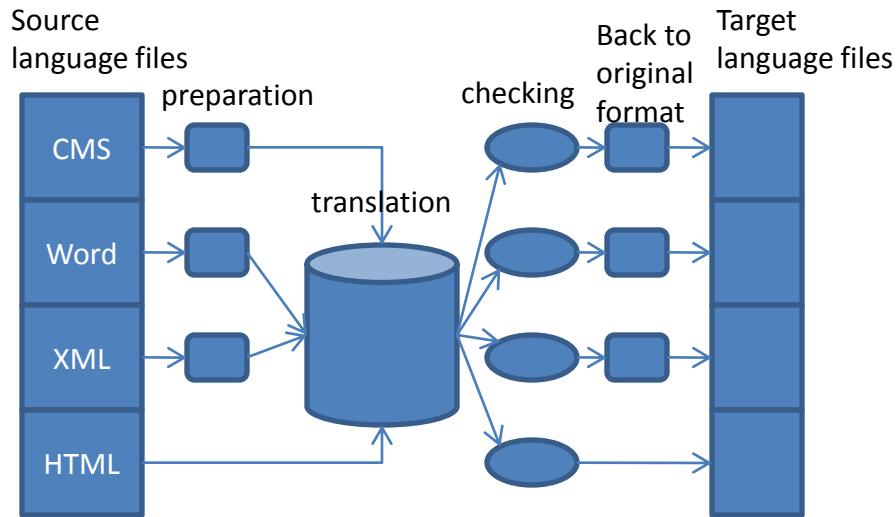 Source
language files
preparation
checking
Back to
original
format
Target
language files
CMS
translation
Word
XML
HTML